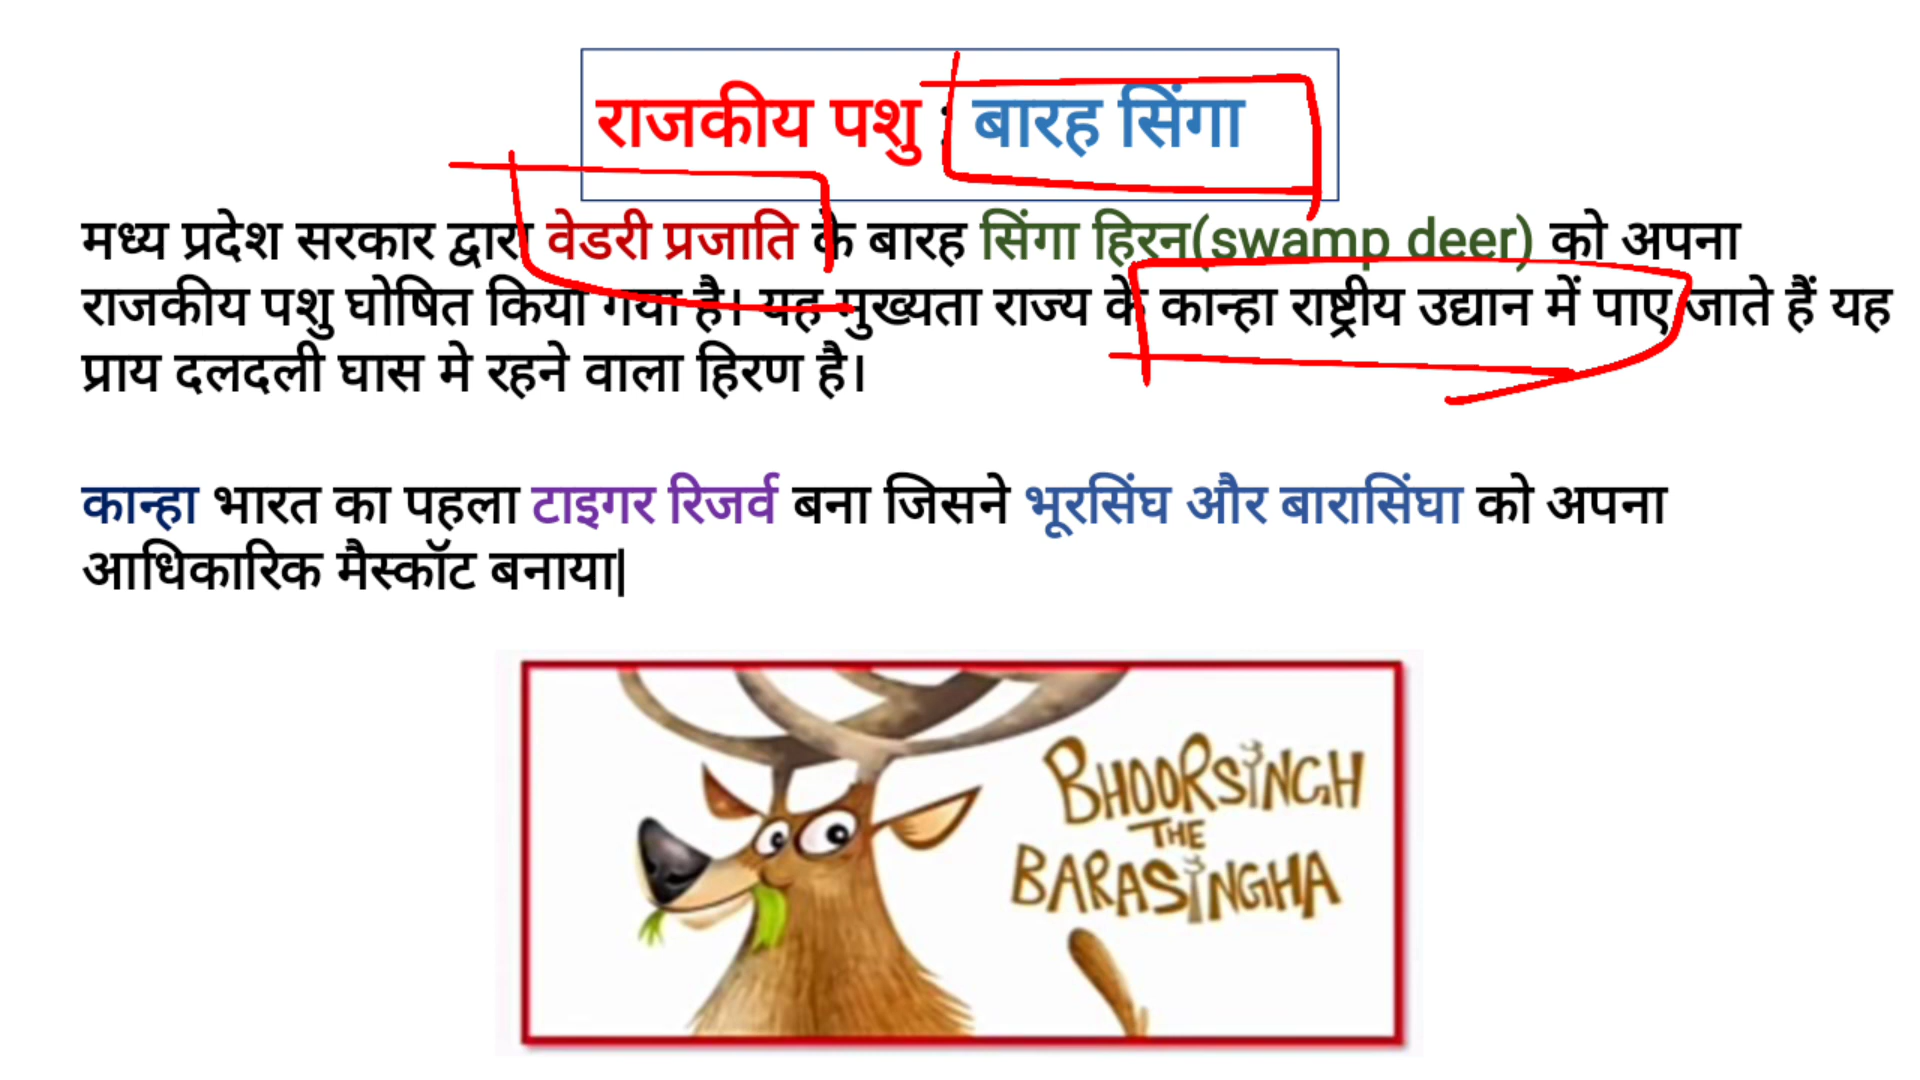 राजकीय पशु : बारह सिंगा
मध्य प्रदेश सरकार द्वारा वेडरी प्रजाति के बारह सिंगा हिरन(swamp deer) को अपना
राजकीय पशु घोषित किया गया है। यह मुख्यता राज्य के कान्हा राष्ट्रीय उद्यान में पाए जाते हैं यह
प्राय दलदली घास मे रहने वाला हिरण है।
कान्हा भारत का पहला टाइगर रिजर्व बना जिसने भूरसिंघ और बारासिंघा को अपना
आधिकारिक मैस्कॉट बनाया|
BHOORSINGH
THE
BARASINGHA